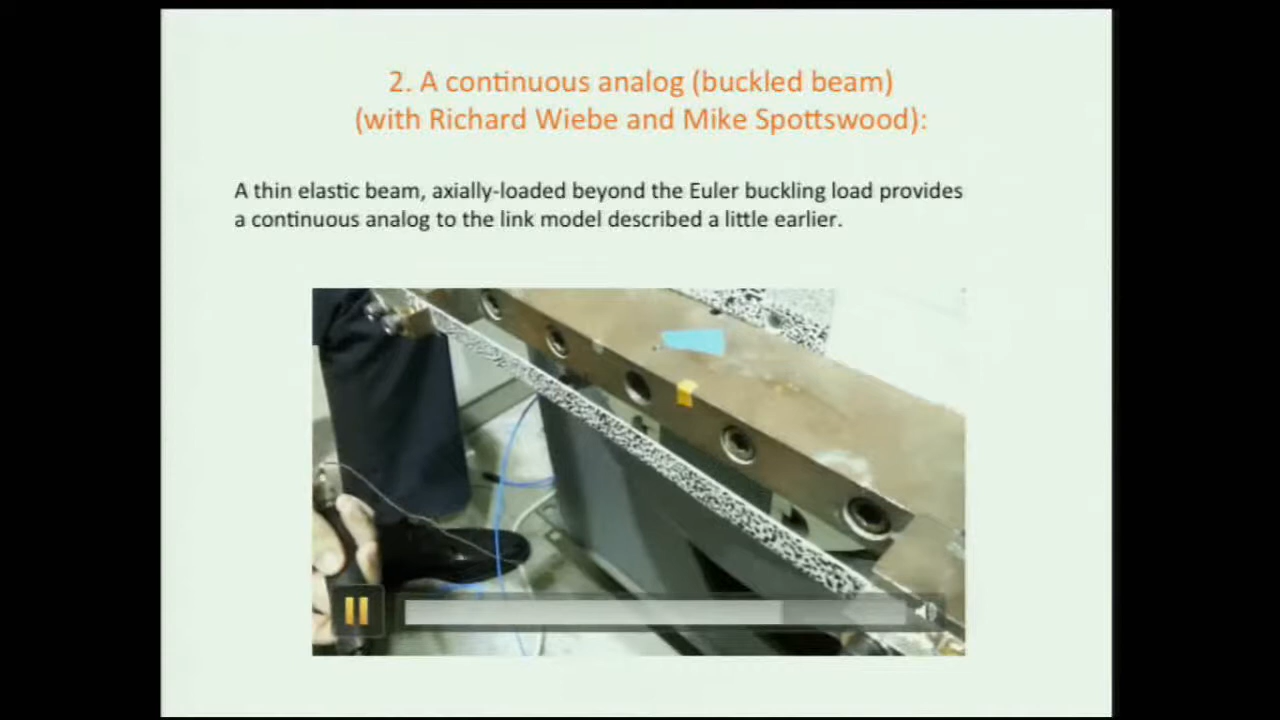 2. A continuous analog (buckled beam)
(with Richard Wiebe and Mike Spottswood):
A thin elastic beam, axially-loaded beyond the Euler buckling load provides
a continuous analog to the link model described a little earlier.